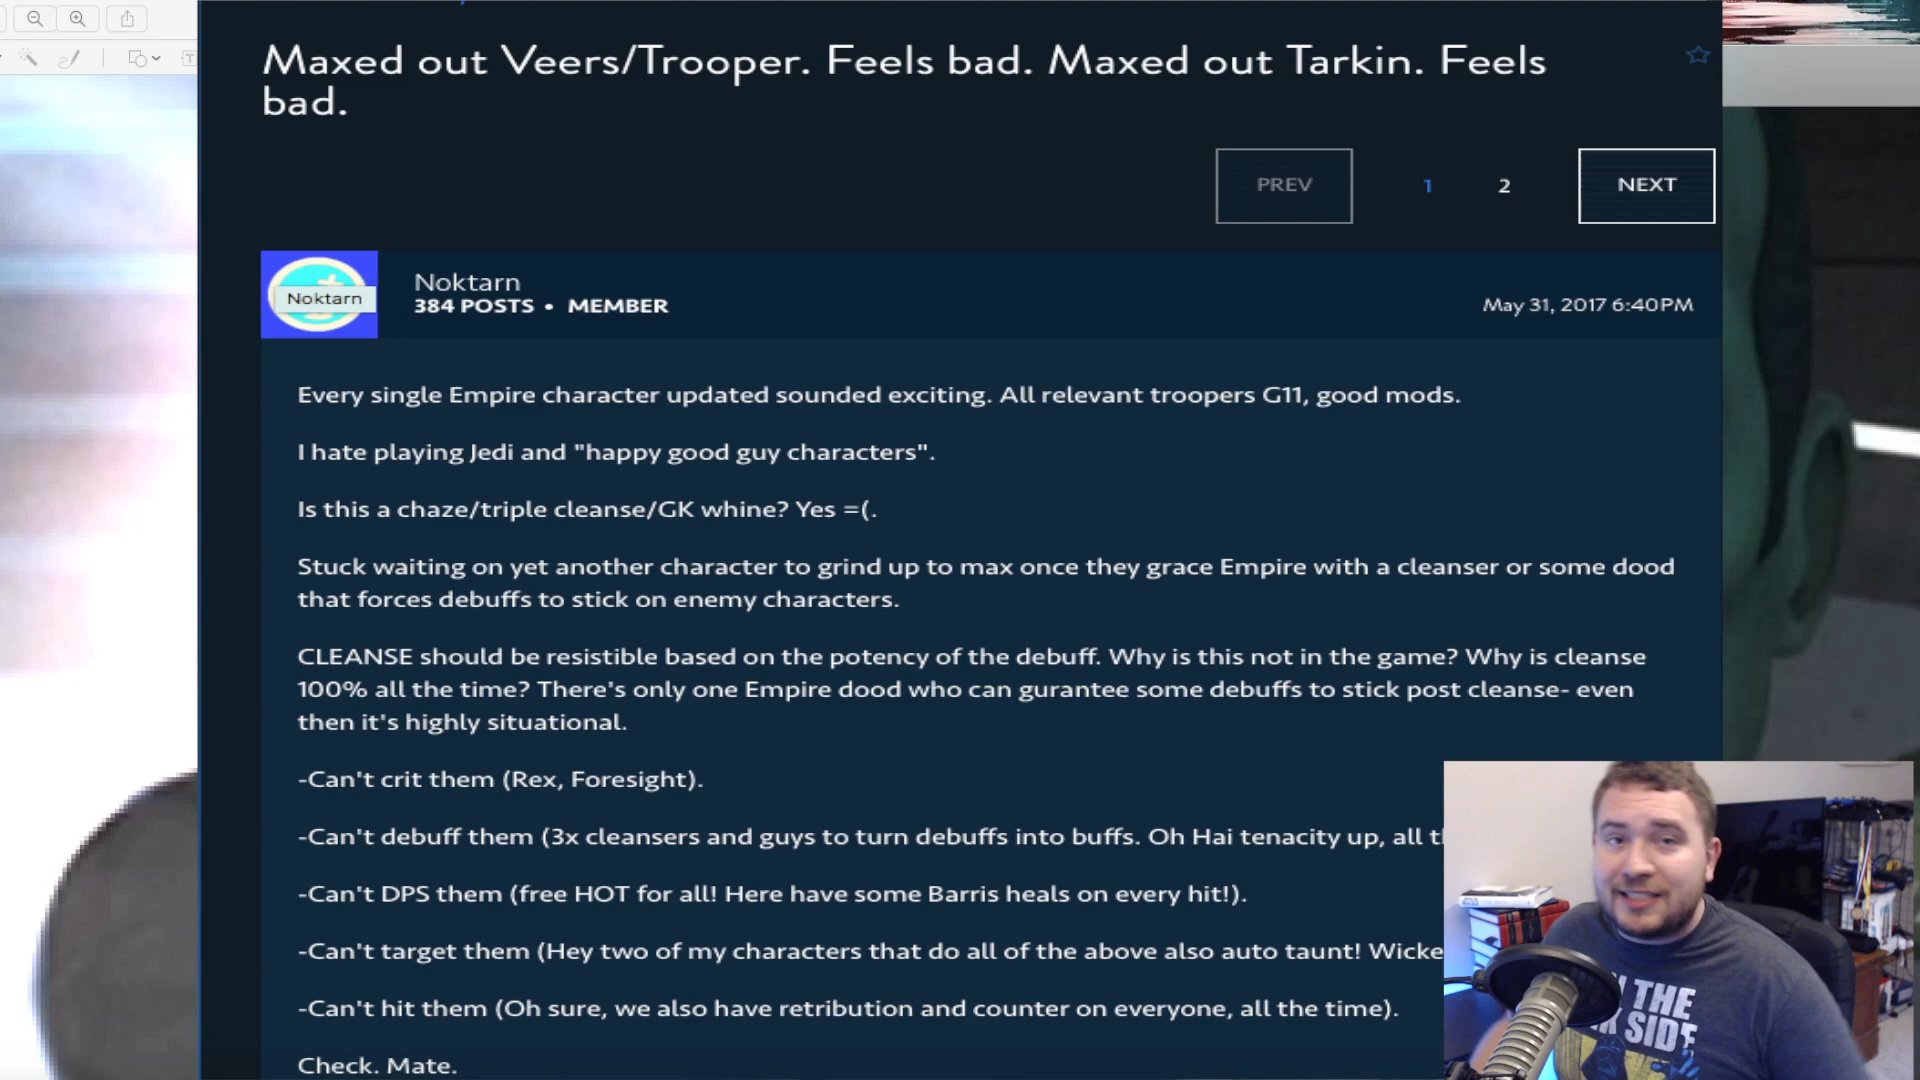 Maxed out Veers/Trooper. Feels bad. Maxed out Tarkin. Feels
bad.
PREV
1
2
NEXT
Noktarn
Noktarn
384 POSTS • MEMBER
May 31, 2017 6:40PM
Every single Empire character updated sounded exciting. All relevant troopers G11, good mods.
I hate playing Jedi and "happy good guy characters".
Is this a chaze/triple cleanse/GK whine? Yes =(.
Stuck waiting on yet another character to grind up to max once they grace Empire with a cleanser or some dood
that forces debuffs to stick on enemy characters.
CLEANSE should be resistible based on the potency of the debuff. Why is this not in the game? Why is cleanse
100% all the time? There's only one Empire dood who can gurantee some debuffs to stick post cleanse- even
then it's highly situational.
-Can't crit them (Rex, Foresight).
-Can't debuff them (3x cleansers and guys to turn debuffs into buffs. Oh Hai tenacity up, all
-Can't DPS them (free HOT for all! Here have some Barris heals on every hit!).
-Can't target them (Hey two of my characters that do all of the above also auto taunt! Wicke
-Can't hit them (Oh sure, we also have retribution and counter on everyone, all the time).
Check. Mate.
THE
SIDE